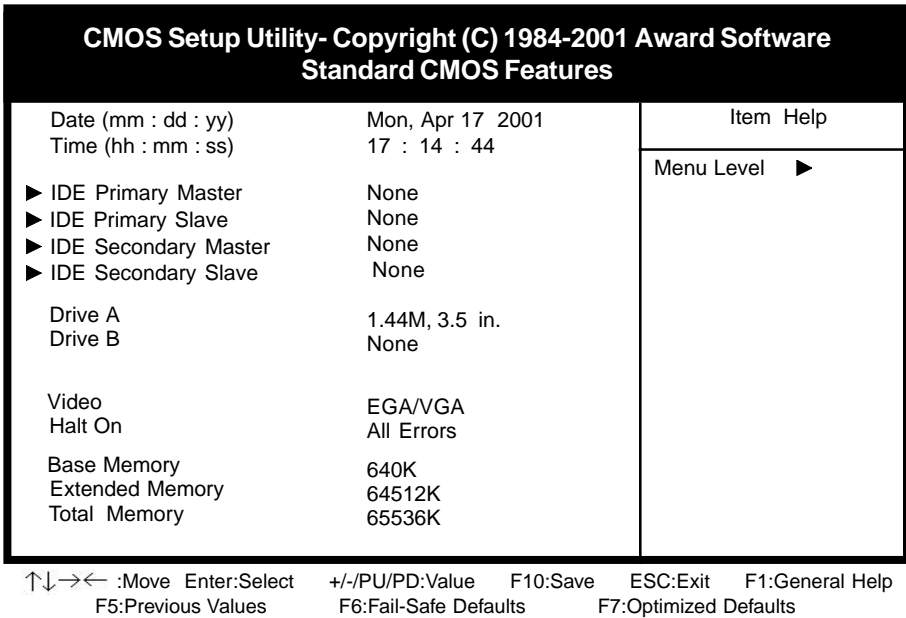 CMOS Setup Utility- Copyright (C) 1984-2001 Award Software
Standard CMOS Features
Date (mm : dd : yy) Mon, Apr 17 2001
Time (hh : mm : ss) 17 : 14 : 44
▶ IDE Primary Master None
▶ IDE Primary Slave None
▶ IDE Secondary Master None
▶ IDE Secondary Slave None
Drive A 1.44M, 3.5 in.
Drive B None
Video EGA/VGA
Halt On All Errors
Base Memory 640K
Extended Memory 64512K
Total Memory 65536K
Item Help
Menu Level ▶
↑↓→← :Move Enter:Select +/-/PU/PD:Value F10:Save ESC:Exit F1:General Help
F5:Previous Values F6:Fail-Safe Defaults F7:Optimized Defaults